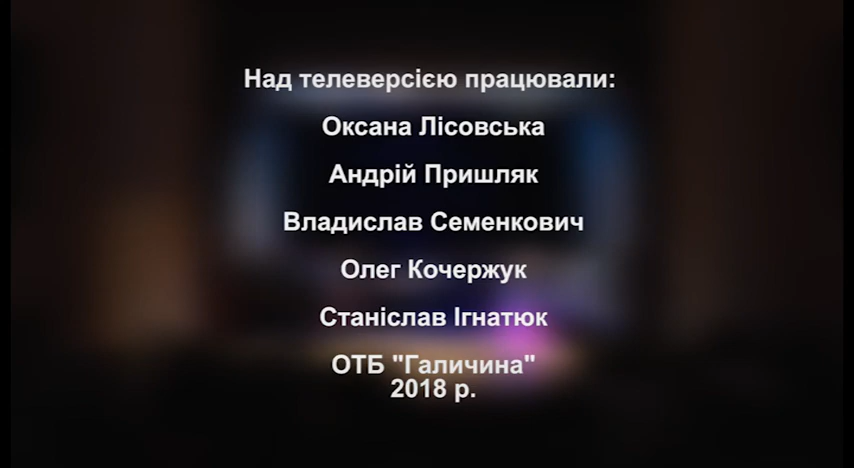 Над телеверсією працювали:
Оксана Лісовська
Андрій Пришляк
Владислав Семенкович
Олег Кочержук
Станіслав Ігнатюк
ОТБ "Галичина"
2018 р.